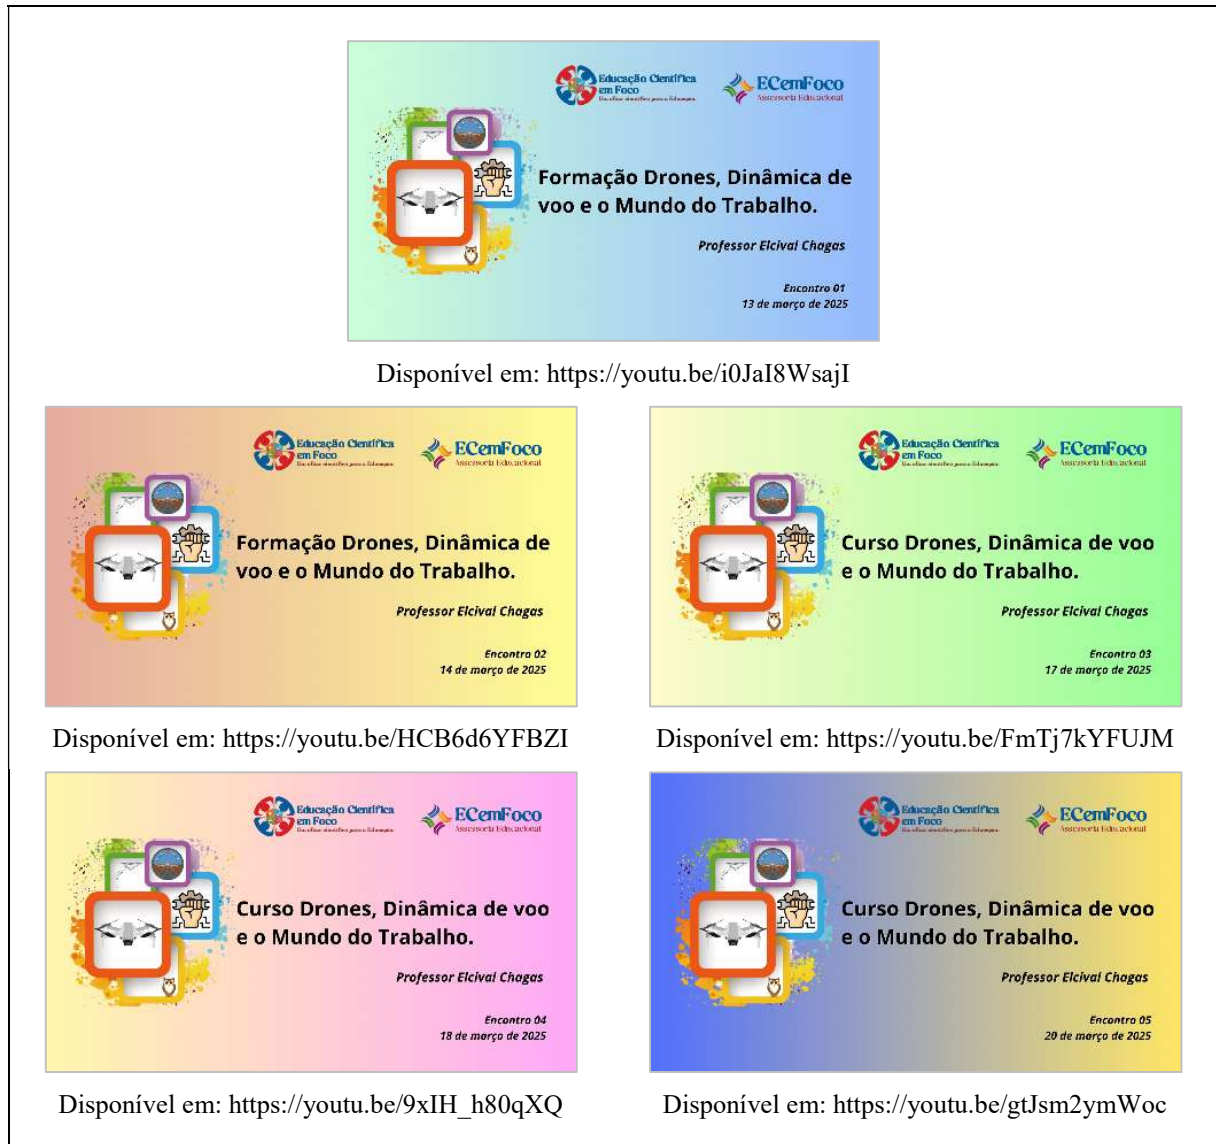 Educação Científica
em Foco
ECemFoco
Assessoria Educacional
Formação Drones, Dinâmica de
voo e o Mundo do Trabalho.
Professor Elcival Chagas
Encontro 01
13 de março de 2025
Disponível em: https://youtu.be/i0JaI8WsajI
Educação Científica
em Foco
ECemFoco
Assessoria Educacional
Formação Drones, Dinâmica de
voo e o Mundo do Trabalho.
Professor Elcival Chagas
Encontro 02
14 de março de 2025
Disponível em: https://youtu.be/HCB6d6YFBZI
Educação Científica
em Foco
ECemFoco
Assessoria Educacional
Curso Drones, Dinâmica de voo
e o Mundo do Trabalho.
Professor Elcival Chagas
Encontro 03
17 de março de 2025
Disponível em: https://youtu.be/FmTj7kYFUJM
Educação Científica
em Foco
ECemFoco
Assessoria Educacional
Curso Drones, Dinâmica de voo
e o Mundo do Trabalho.
Professor Elcival Chagas
Encontro 04
18 de março de 2025
Disponível em: https://youtu.be/9xIH_h80qXQ
Educação Científica
em Foco
ECemFoco
Assessoria Educacional
Curso Drones, Dinâmica de voo
e o Mundo do Trabalho.
Professor Elcival Chagas
Encontro 05
20 de março de 2025
Disponível em: https://youtu.be/gtJsm2ymWoc